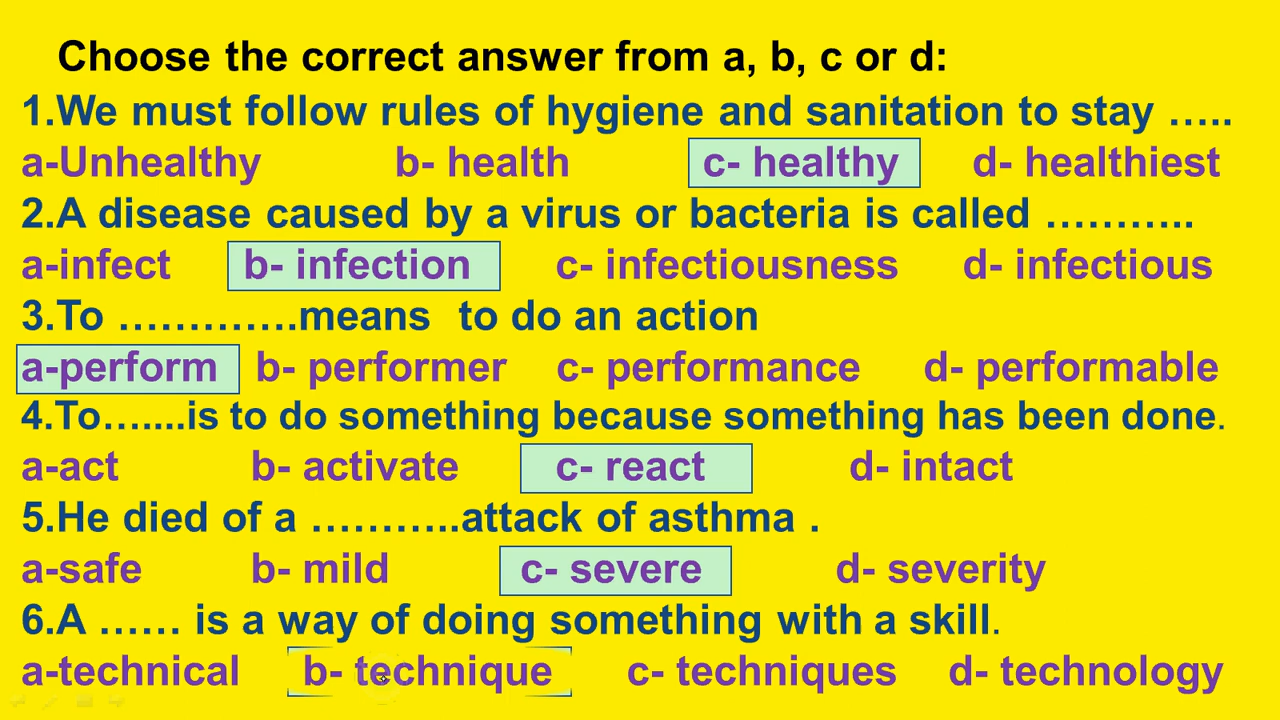 Choose the correct answer from a, b, c or d:
1.We must follow rules of hygiene and sanitation to stay …..
a-Unhealthy b- health c- healthy d- healthiest
2.A disease caused by a virus or bacteria is called ………..
a-infect b- infection c- infectiousness d- infectious
3.To ………….means to do an action
a-perform b- performer c- performance d- performable
4.To…....is to do something because something has been done.
a-act b- activate c- react d- intact
5.He died of a ………..attack of asthma .
a-safe b- mild c- severe d- severity
6.A …… is a way of doing something with a skill.
a-technical b- technique c- techniques d- technology